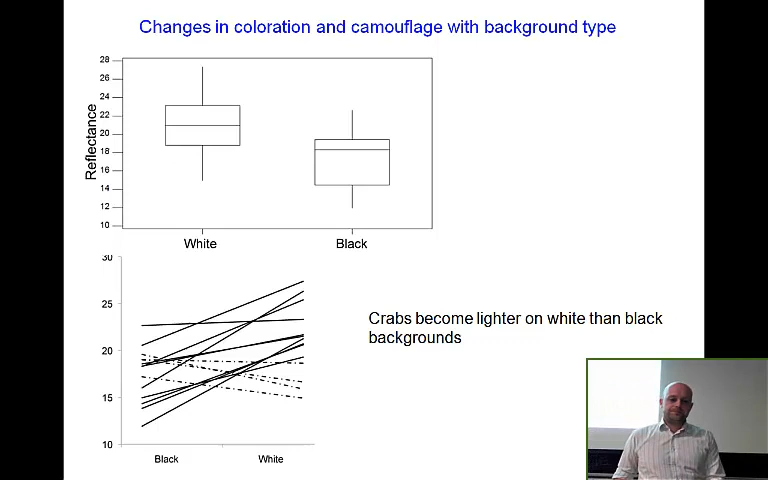 Changes in coloration and camouflage with background type
28
26
24
22
20
18
16
14
12
10
Reflectance
White
Black
30
25
20
15
10
Black
White
Crabs become lighter on white than black
backgrounds